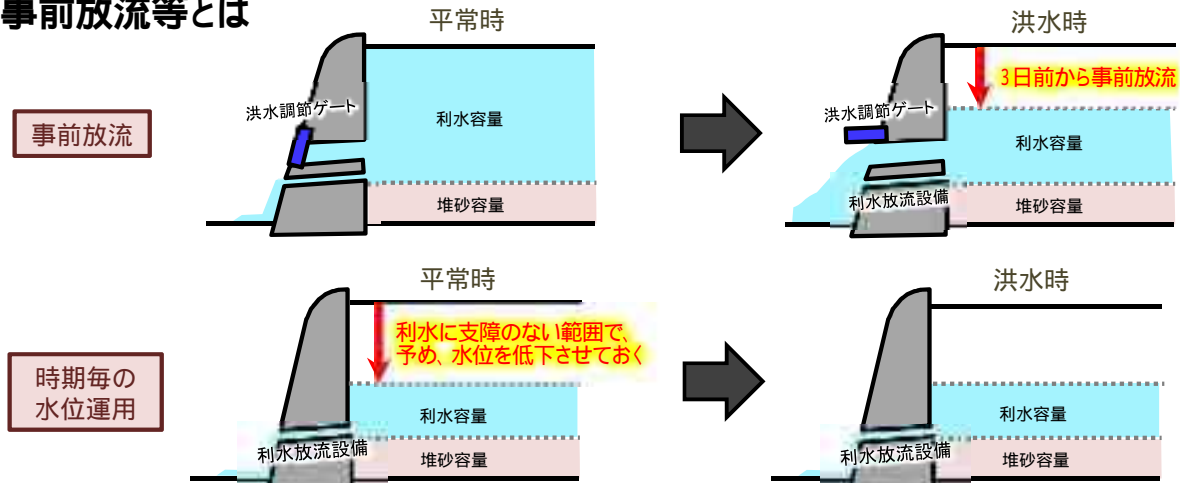 事前放流等とは
平常時
洪水時
洪水調節ゲート
利水容量
堆砂容量
事前放流
3日前から事前放流
洪水調節ゲート
利水容量
利水放流設備
堆砂容量
平常時
洪水時
時期毎の
水位運用
利水に支障のない範囲で、
予め、水位を低下させておく
利水容量
利水放流設備
堆砂容量
利水容量
利水放流設備
堆砂容量